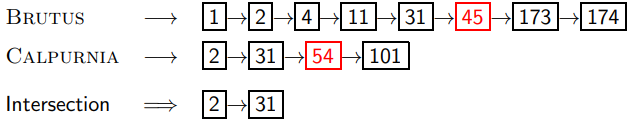 BRUTUS ⟶ 1 → 2 → 4 → 11 → 31 → 45 → 173 → 174
CALPURNIA ⟶ 2 → 31 → 54 → 101
Intersection ⟹ 2 → 31